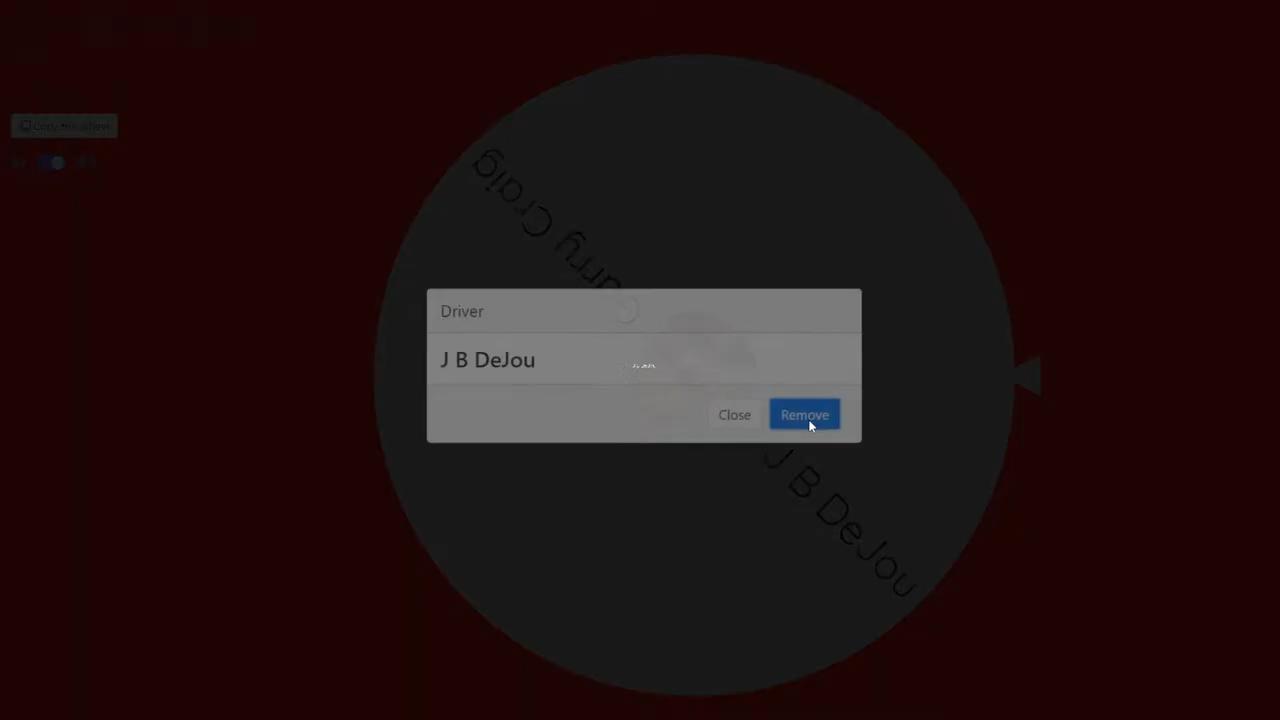 Craig
Driver
J B DeJou
Close
Remove
J B DeJou